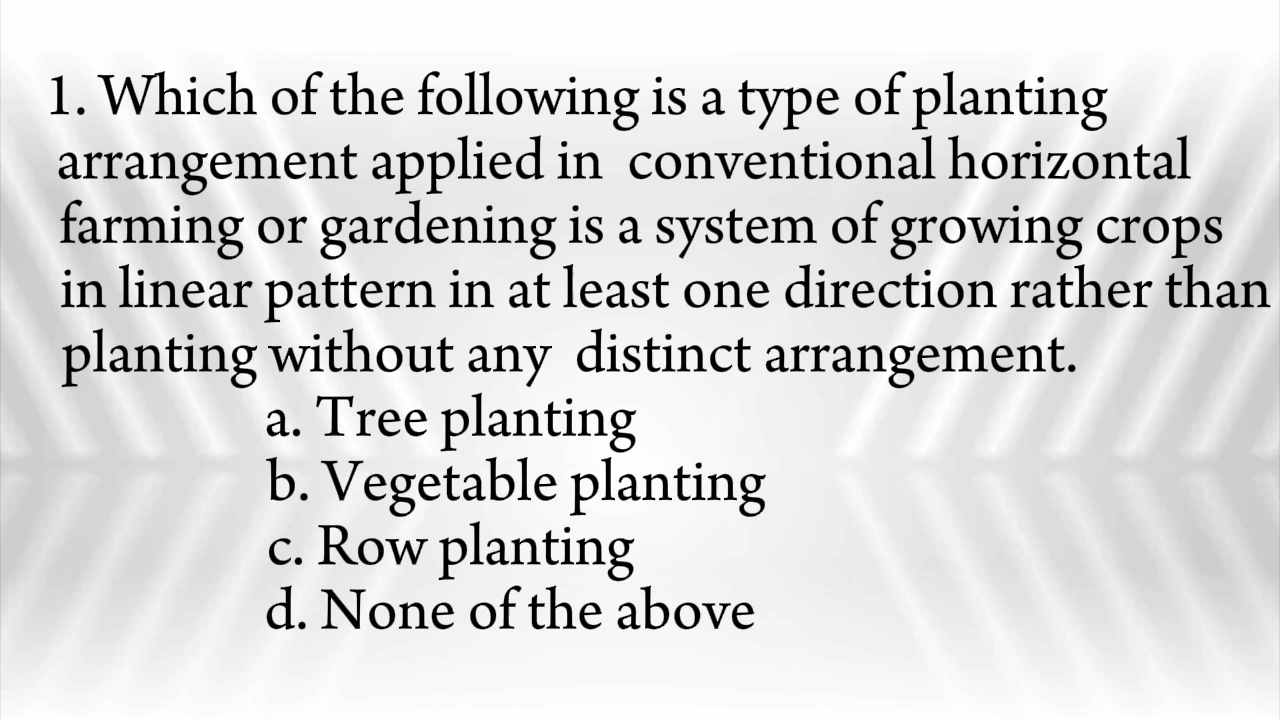 1. Which of the following is a type of planting
arrangement applied in conventional horizontal
farming or gardening is a system of growing crops
in linear pattern in at least one direction rather than
planting without any distinct arrangement.
a. Tree planting
b. Vegetable planting
c. Row planting
d. None of the above